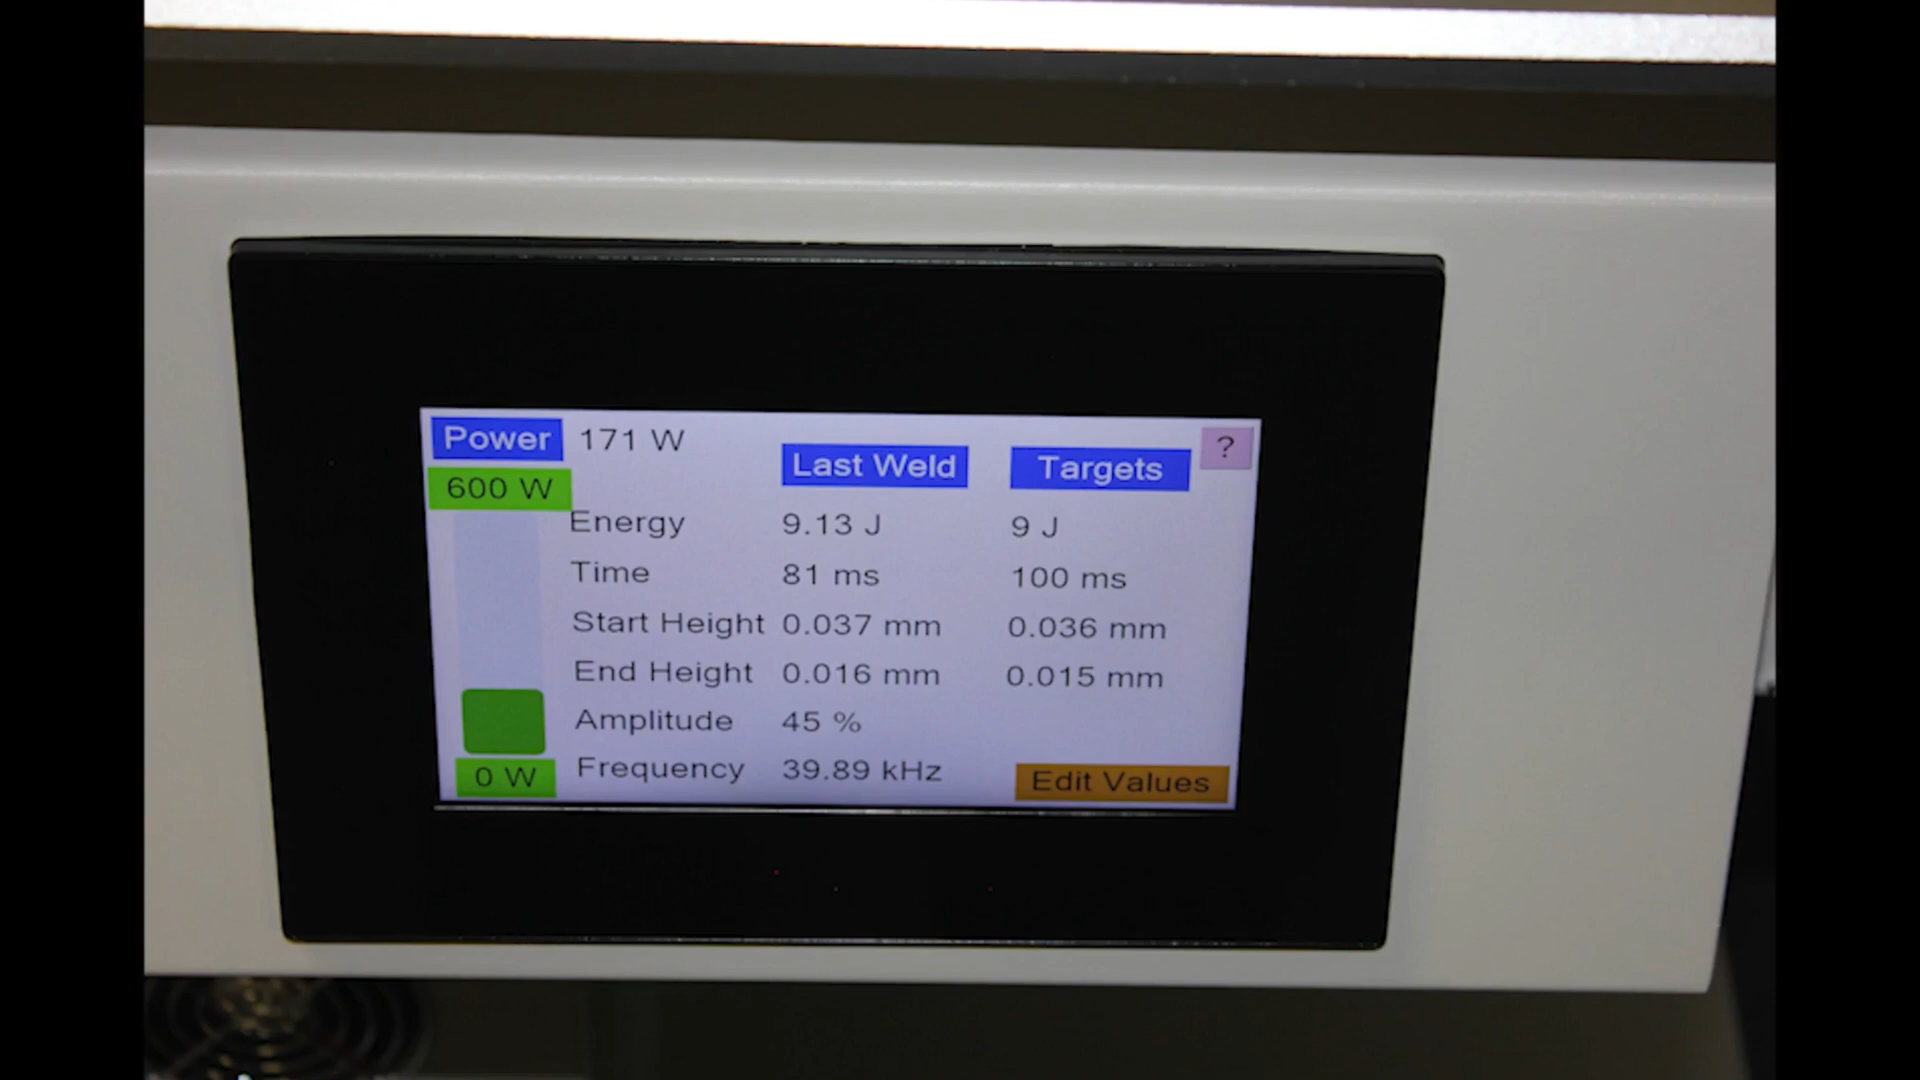 Power 171 W ?
Last Weld Targets
600 W
Energy 9.13 J 9 J
Time 81 ms 100 ms
Start Height 0.037 mm 0.036 mm
End Height 0.016 mm 0.015 mm
Amplitude 45 %
Frequency 39.89 kHz
0 W Edit Values